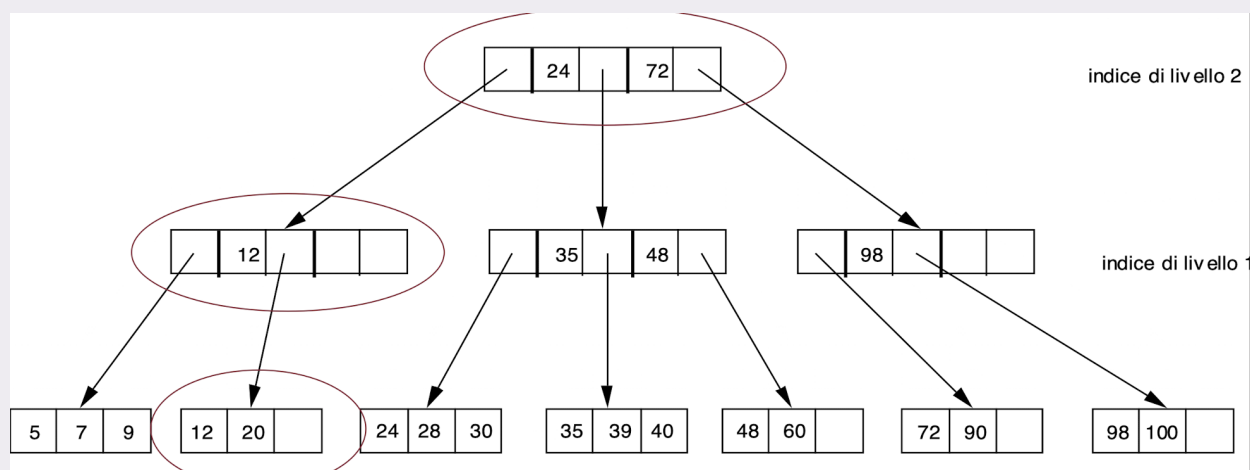 24 72 indice di livello 2
12 35 48 98 indice di livello 1
5 7 9 12 20 24 28 30 35 39 40 48 60 72 90 98 100